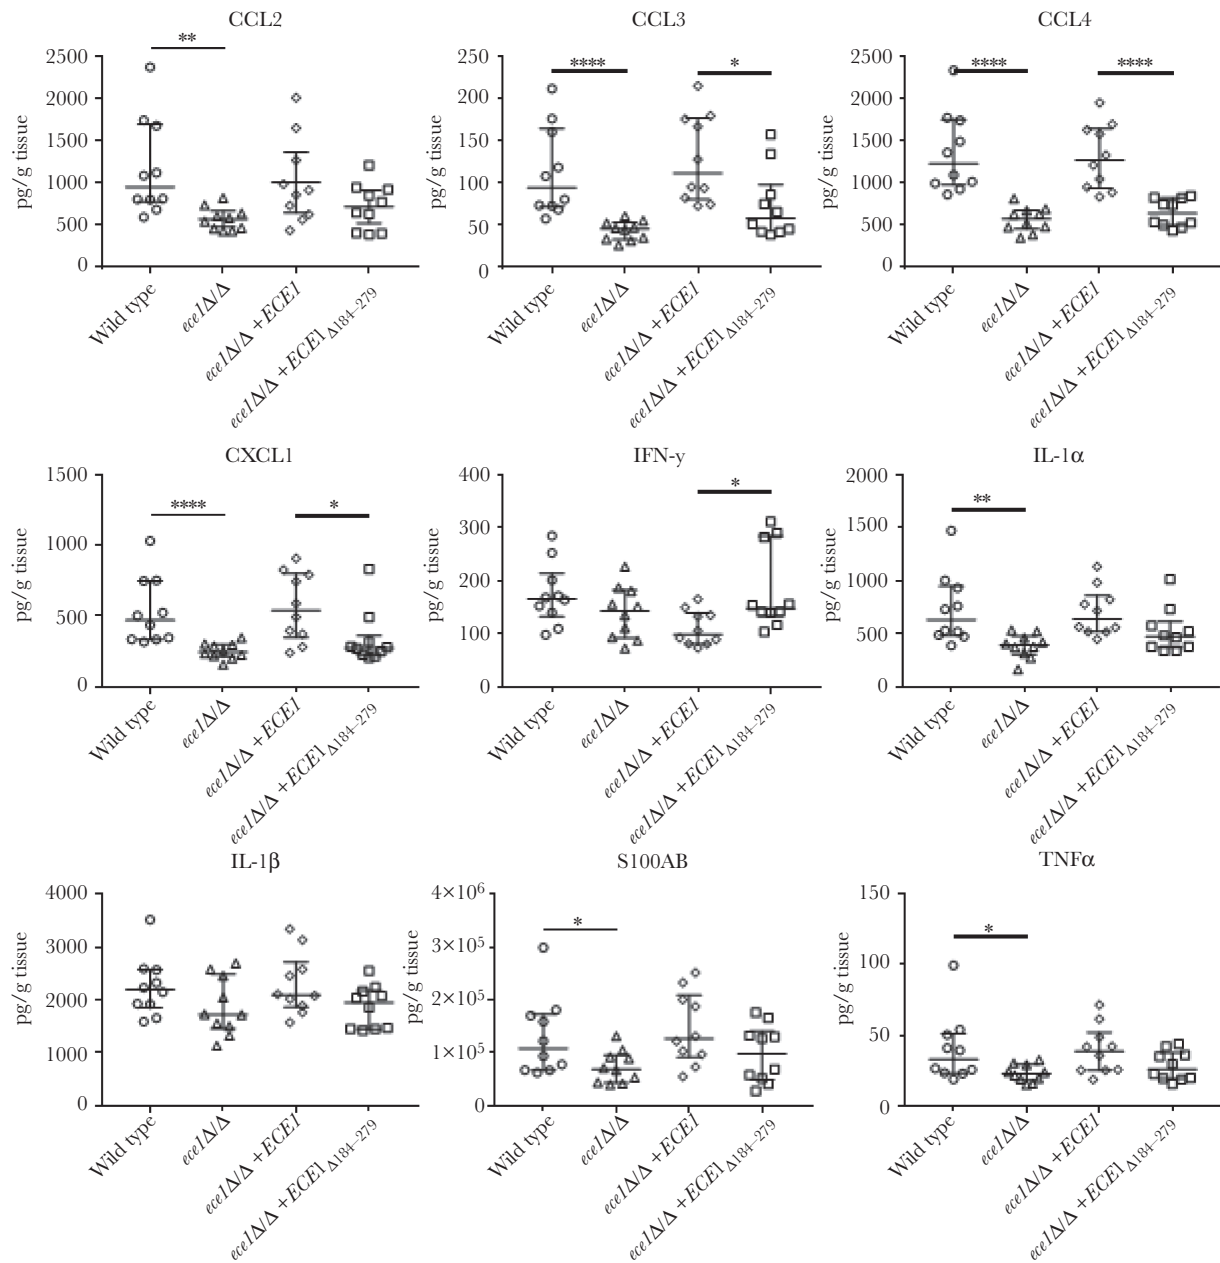 CCL2
**
pg/g tissue
2500
2000
1500
1000
500
0
Wild type
ece1Δ/Δ
ece1Δ/Δ +ECE1
ece1Δ/Δ +ECE1Δ184–279
CCL3
****
*
pg/g tissue
250
200
150
100
50
0
Wild type
ece1Δ/Δ
ece1Δ/Δ +ECE1
ece1Δ/Δ +ECE1Δ184–279
CCL4
****
****
pg/g tissue
2500
2000
1500
1000
500
0
Wild type
ece1Δ/Δ
ece1Δ/Δ +ECE1
ece1Δ/Δ +ECE1Δ184–279
CXCL1
****
*
pg/g tissue
1500
1000
500
0
Wild type
ece1Δ/Δ
ece1Δ/Δ +ECE1
ece1Δ/Δ +ECE1Δ184–279
IFN-y
*
pg/g tissue
400
300
200
100
0
Wild type
ece1Δ/Δ
ece1Δ/Δ +ECE1
ece1Δ/Δ +ECE1Δ184–279
IL-1α
**
pg/g tissue
2000
1500
1000
500
0
Wild type
ece1Δ/Δ
ece1Δ/Δ +ECE1
ece1Δ/Δ +ECE1Δ184–279
IL-1β
pg/g tissue
4000
3000
2000
1000
0
Wild type
ece1Δ/Δ
ece1Δ/Δ +ECE1
ece1Δ/Δ +ECE1Δ184–279
S100AB
*
pg/g tissue
4×10⁶
3×10⁵
2×10⁵
1×10⁵
0
Wild type
ece1Δ/Δ
ece1Δ/Δ +ECE1
ece1Δ/Δ +ECE1Δ184–279
TNFα
*
pg/g tissue
150
100
50
0
Wild type
ece1Δ/Δ
ece1Δ/Δ +ECE1
ece1Δ/Δ +ECE1Δ184–279